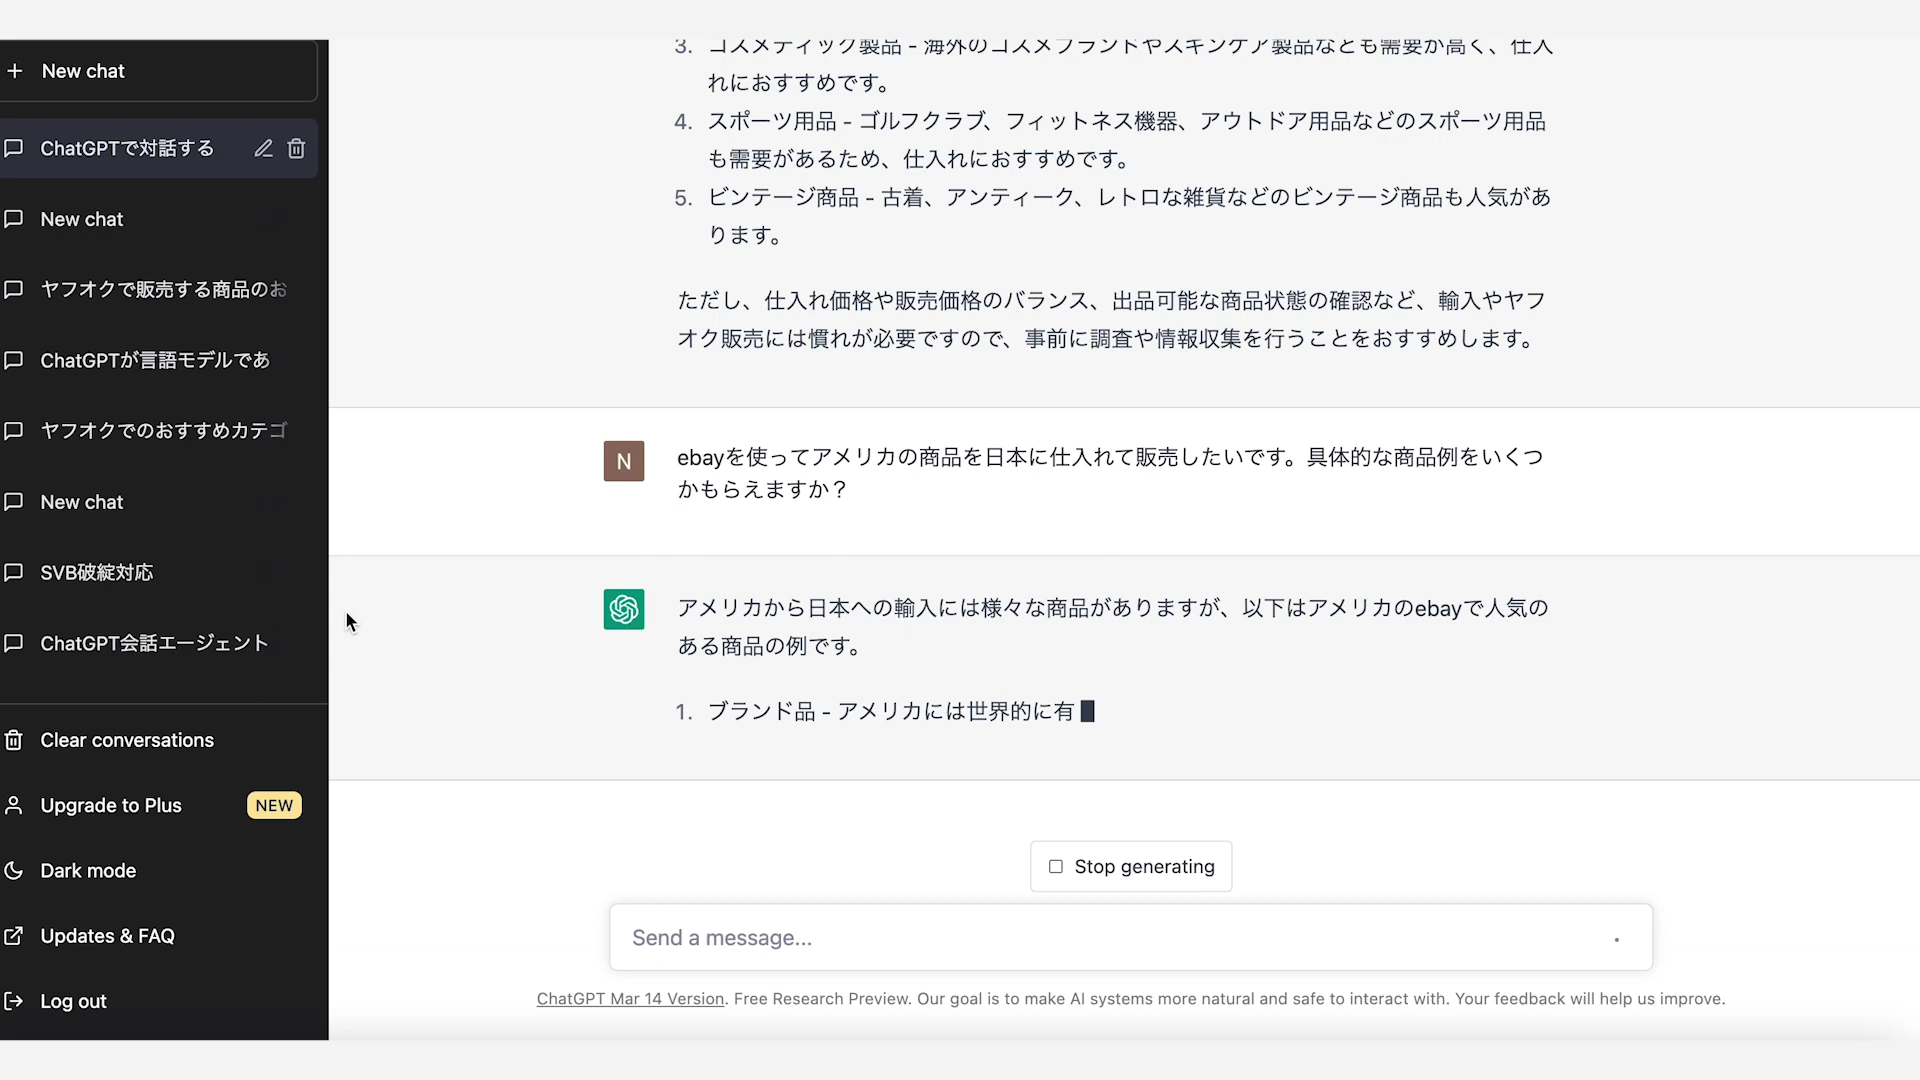 New chat
ChatGPTで対話する
New chat
ヤフオクで販売する商品のお
ChatGPTが言語モデルであ
ヤフオクでのおすすめカテゴ
New chat
SVB破綻対応
ChatGPT会話エージェント
Clear conversations
Upgrade to Plus NEW
Dark mode
Updates & FAQ
Log out
3. コスメティック製品 - 海外のコスメブランドやスキンケア製品なども需要が高く、仕入
れにおすすめです。
4. スポーツ用品 - ゴルフクラブ、フィットネス機器、アウトドア用品などのスポーツ用品
も需要があるため、仕入れにおすすめです。
5. ビンテージ商品 - 古着、アンティーク、レトロな雑貨などのビンテージ商品も人気があ
ります。
ただし、仕入れ価格や販売価格のバランス、出品可能な商品状態の確認など、輸入やヤフ
オク販売には慣れが必要ですので、事前に調査や情報収集を行うことをおすすめします。
N
ebayを使ってアメリカの商品を日本に仕入れて販売したいです。具体的な商品例をいくつ
かもらえますか？
アメリカから日本への輸入には様々な商品がありますが、以下はアメリカのebayで人気の
ある商品の例です。
1. ブランド品 - アメリカには世界的に有
Stop generating
Send a message...
ChatGPT Mar 14 Version. Free Research Preview. Our goal is to make AI systems more natural and safe to interact with. Your feedback will help us improve.